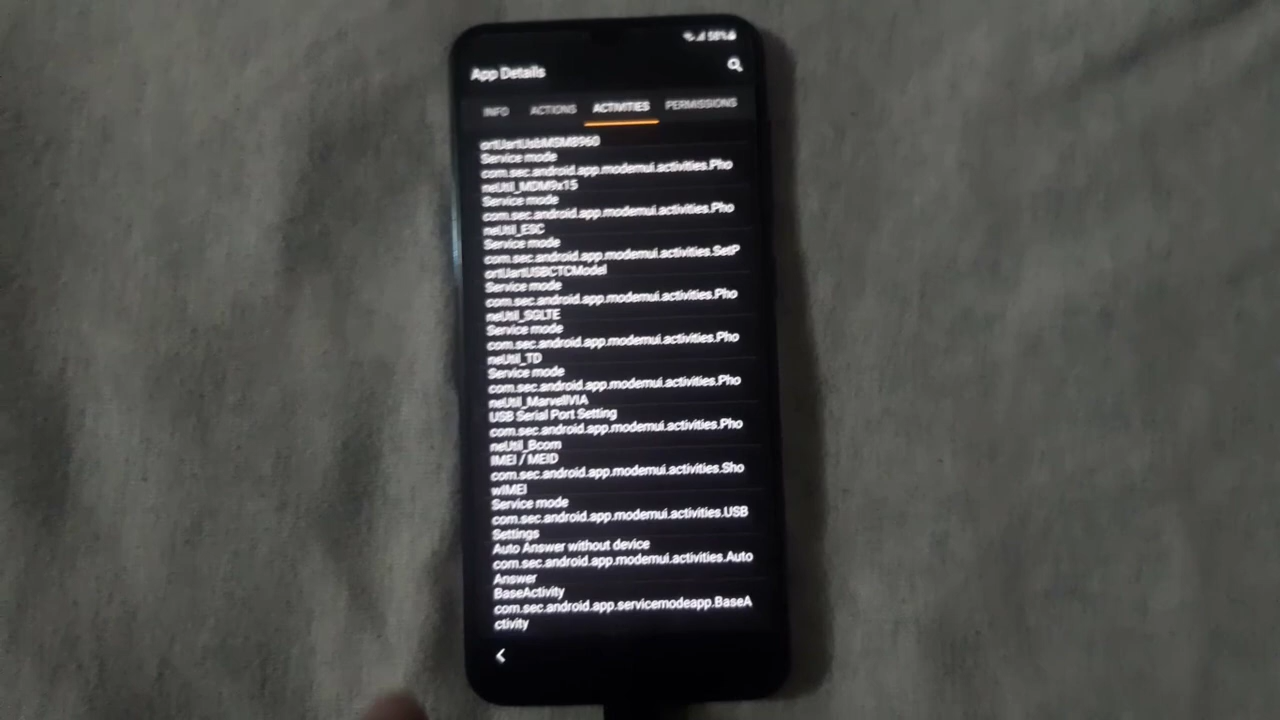 58%
App Details
INFO ACTIONS ACTIVITIES PERMISSIONS
ortUartUsbMSM8960
Service mode
com.sec.android.app.modemui.activities.Pho
neUtil_MDM9x15
Service mode
com.sec.android.app.modemui.activities.Pho
neUtil_ESC
Service mode
com.sec.android.app.modemui.activities.SetP
ortUartUSBCTCModel
Service mode
com.sec.android.app.modemui.activities.Pho
neUtil_SGLTE
Service mode
com.sec.android.app.modemui.activities.Pho
neUtil_TD
Service mode
com.sec.android.app.modemui.activities.Pho
neUtil_MarvellVIA
USB Serial Port Setting
com.sec.android.app.modemui.activities.Pho
neUtil_Bcom
IMEI / MEID
com.sec.android.app.modemui.activities.Sho
wIMEI
Service mode
com.sec.android.app.modemui.activities.USB
Settings
Auto Answer without device
com.sec.android.app.modemui.activities.Auto
Answer
BaseActivity
com.sec.android.app.servicemodeapp.BaseA
ctivity